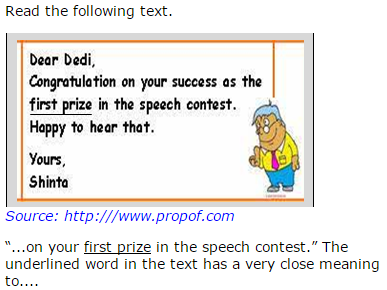 Read the following text.
Dear Dedi,
Congratulation on your success as the
first prize in the speech contest.
Happy to hear that.
Yours,
Shinta
Source: http:///www.propof.com
“...on your first prize in the speech contest.” The
underlined word in the text has a very close meaning
to....